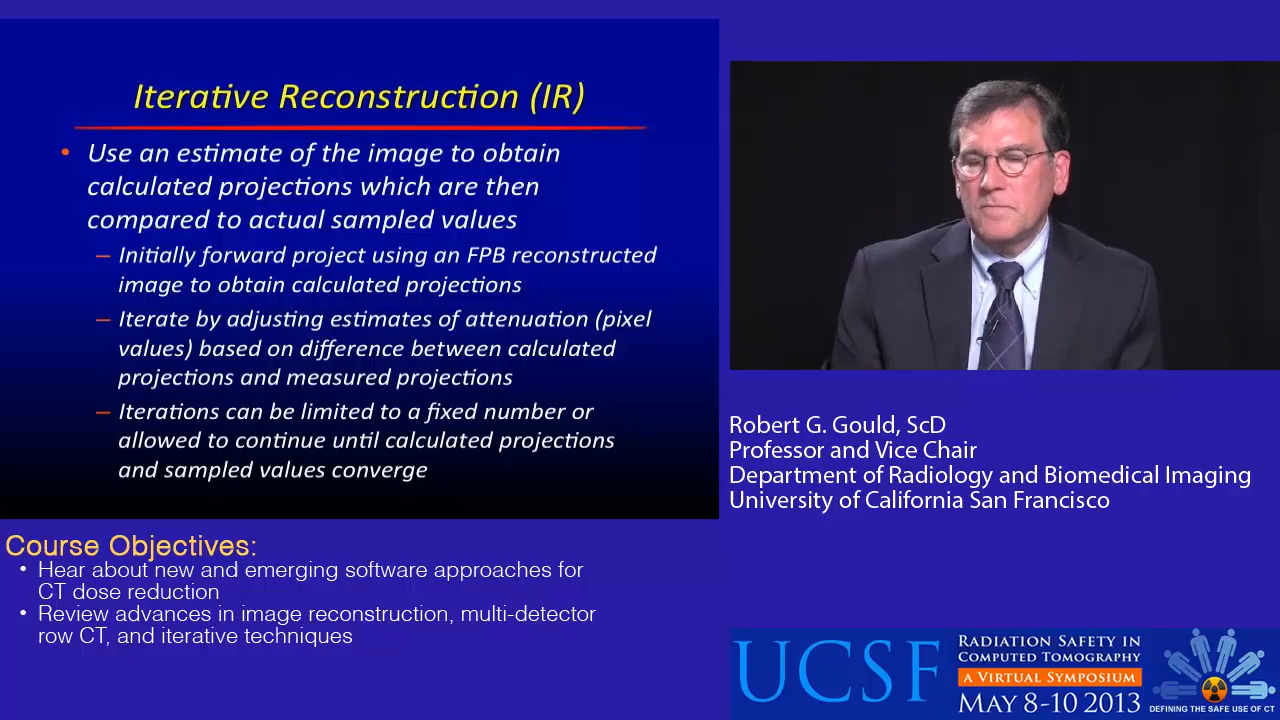 Iterative Reconstruction (IR)
• Use an estimate of the image to obtain
calculated projections which are then
compared to actual sampled values
– Initially forward project using an FPB reconstructed
image to obtain calculated projections
– Iterate by adjusting estimates of attenuation (pixel
values) based on difference between calculated
projections and measured projections
– Iterations can be limited to a fixed number or
allowed to continue until calculated projections
and sampled values converge
Robert G. Gould, ScD
Professor and Vice Chair
Department of Radiology and Biomedical Imaging
University of California San Francisco
Course Objectives:
• Hear about new and emerging software approaches for
CT dose reduction
• Review advances in image reconstruction, multi-detector
row CT, and iterative techniques
UCSF
RADIATION SAFETY IN
COMPUTED TOMOGRAPHY
A VIRTUAL SYMPOSIUM
MAY 8-10 2013
DEFINING THE SAFE USE OF CT